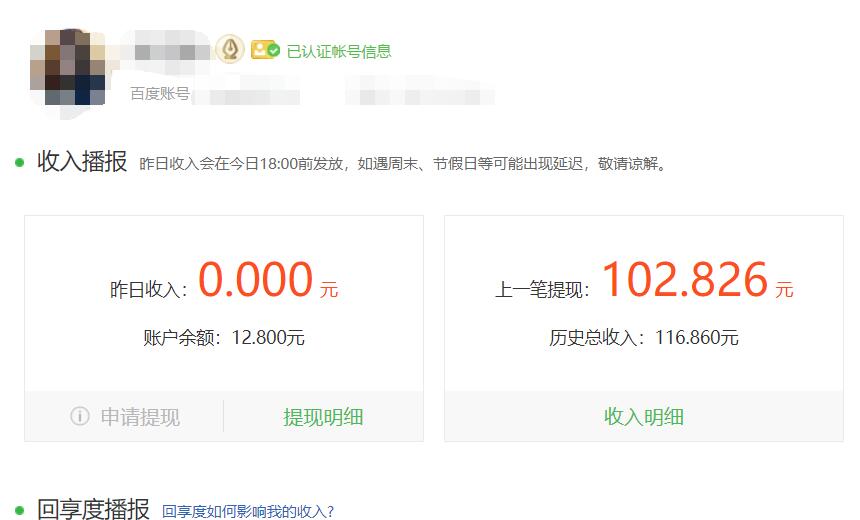 已认证帐号信息
百度账号
收入播报 昨日收入会在今日18:00前发放，如遇周末、节假日等可能出现延迟，敬请谅解。
昨日收入：0.000 元
账户余额：12.800元
申请提现 提现明细
上一笔提现：102.826 元
历史总收入：116.860元
收入明细
回享度播报 回享度如何影响我的收入?